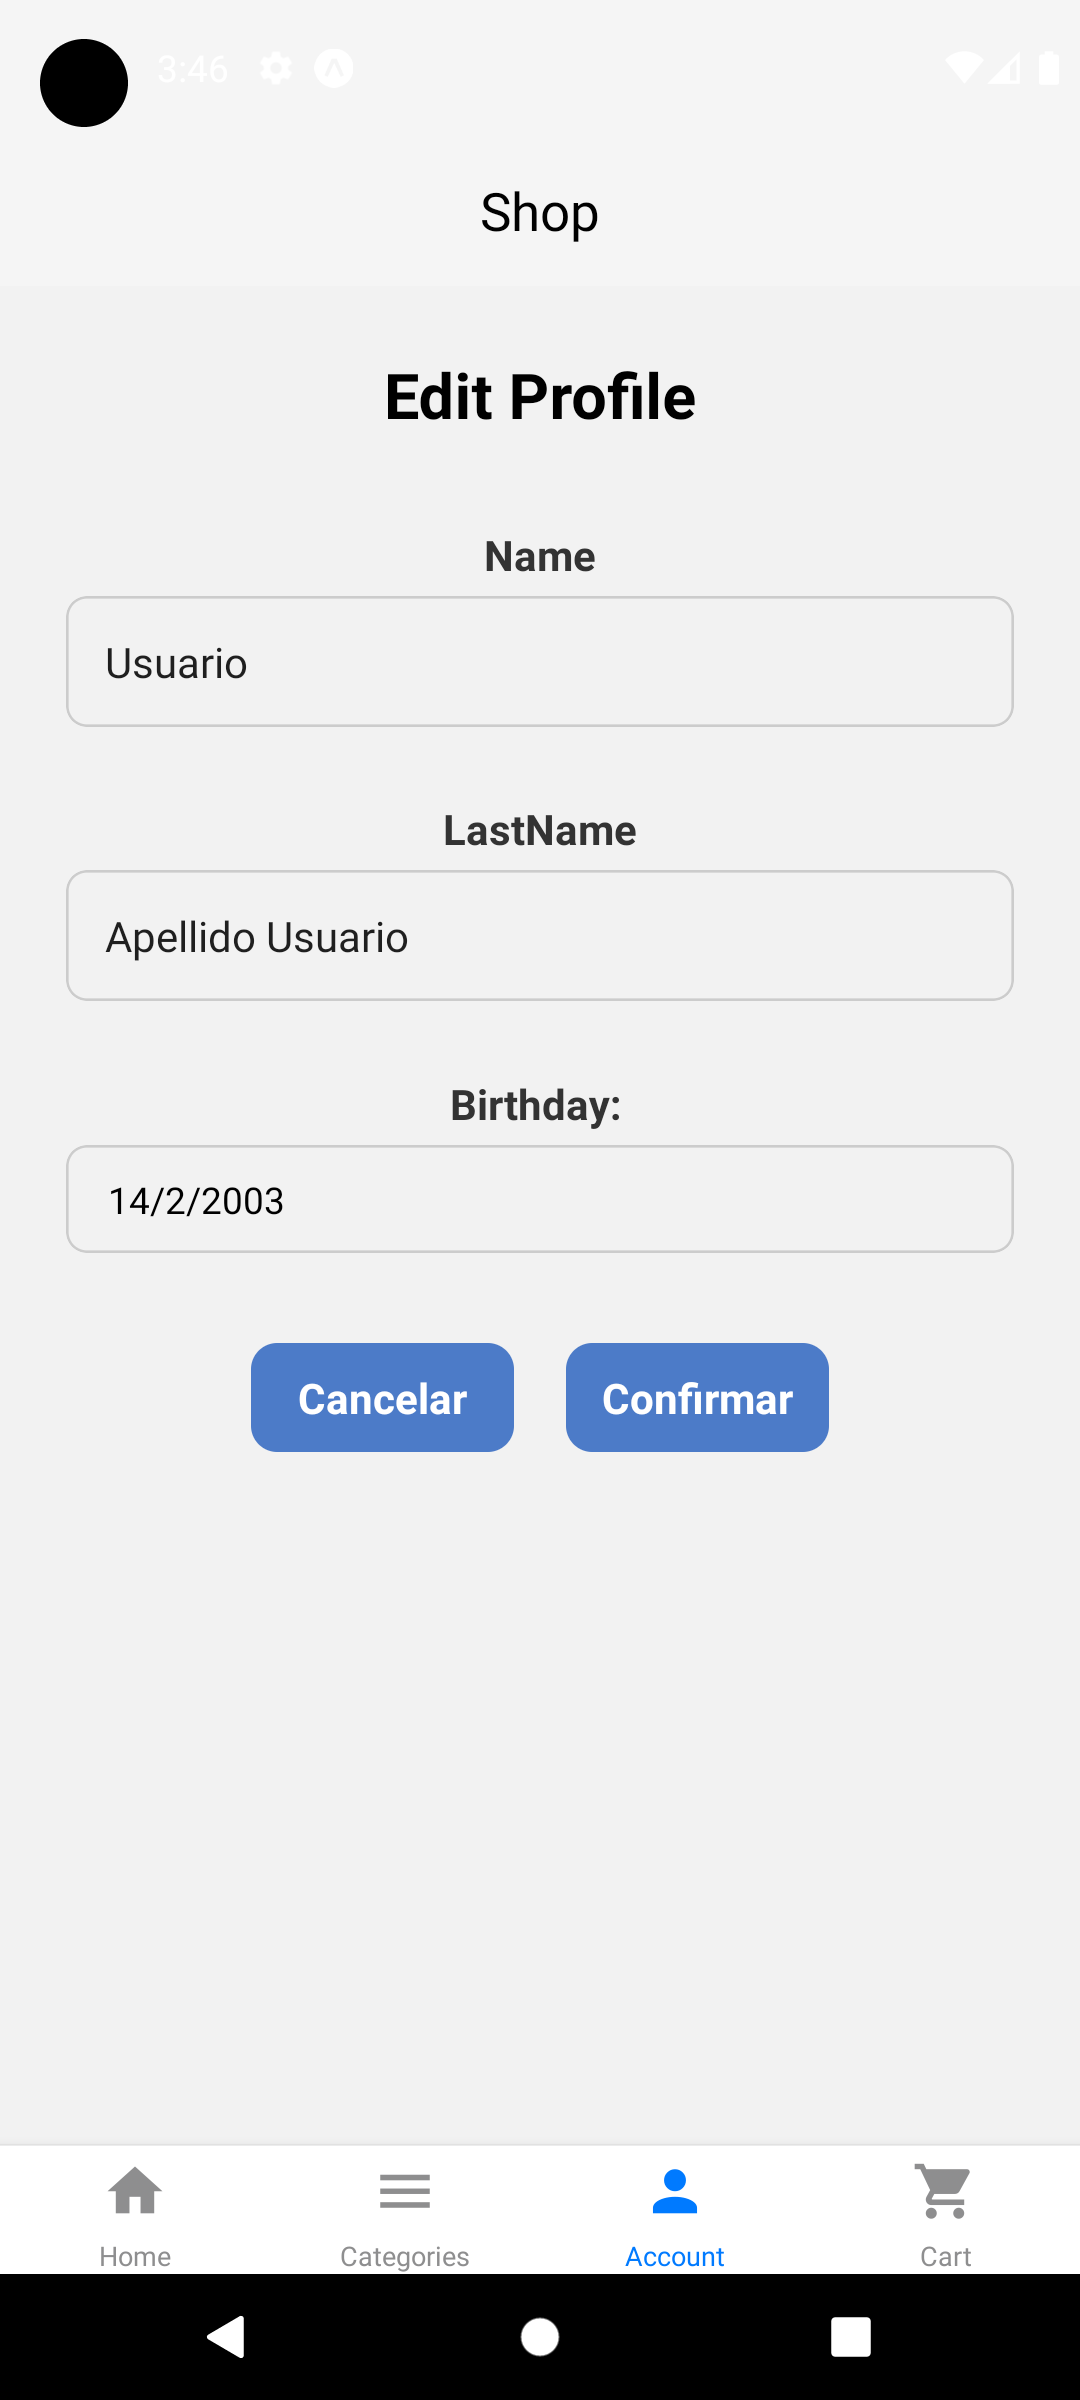 3:46
Shop
Edit Profile
Name
Usuario
LastName
Apellido Usuario
Birthday:
14/2/2003
Cancelar
Confirmar
Home
Categories
Account
Cart